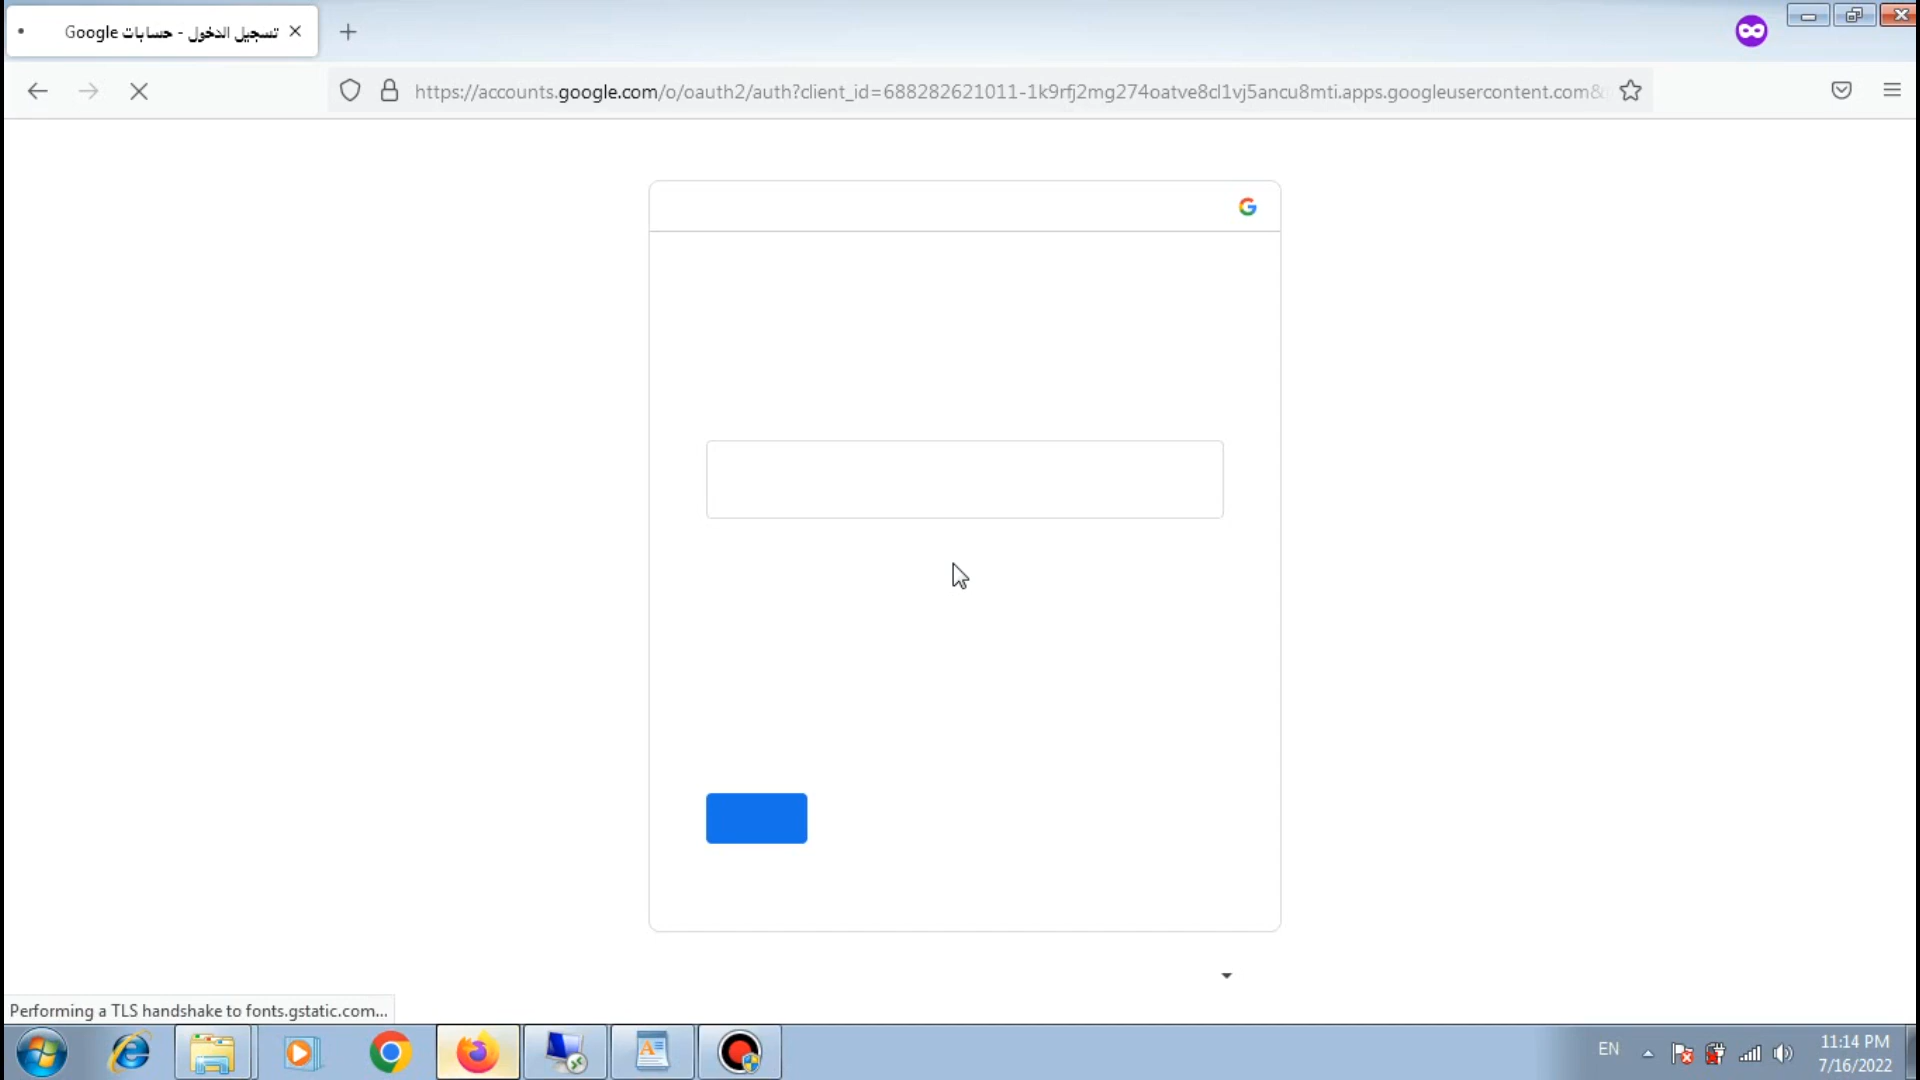 تسجيل الدخول - حسابات Google
https://accounts.google.com/o/oauth2/auth?client_id=688282621011-1k9rfj2mg274oatve8cl1vj5ancu8mti.apps.googleusercontent.com&
Performing a TLS handshake to fonts.gstatic.com...
EN
11:14 PM
7/16/2022